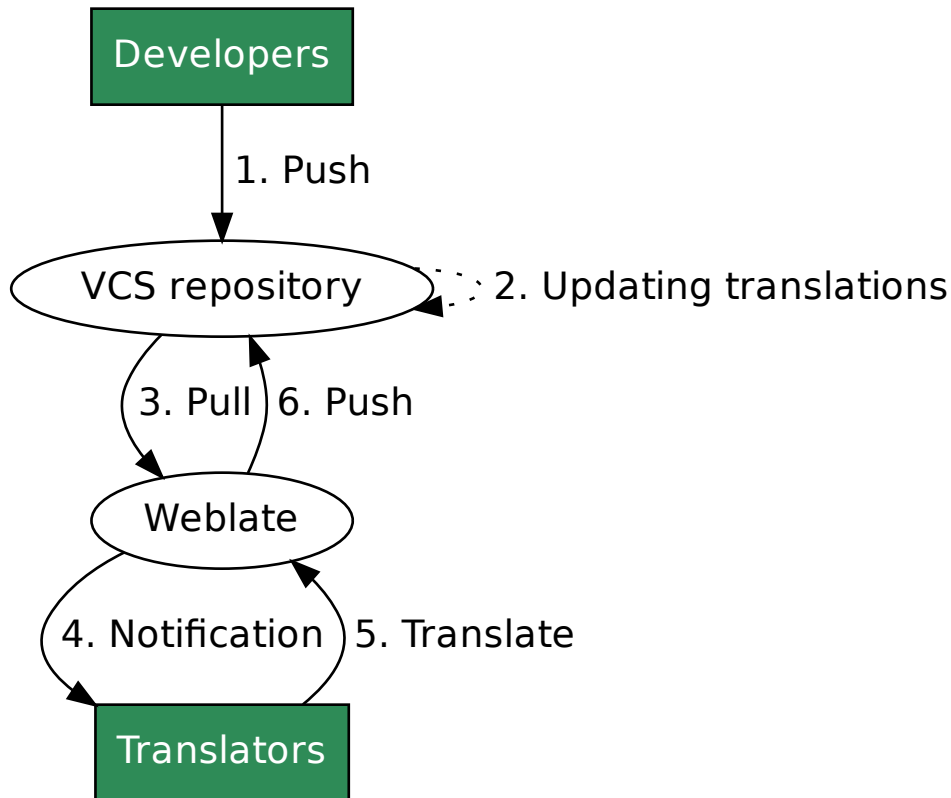 Developers
1. Push
VCS repository
2. Updating translations
3. Pull
6. Push
Weblate
4. Notification
5. Translate
Translators